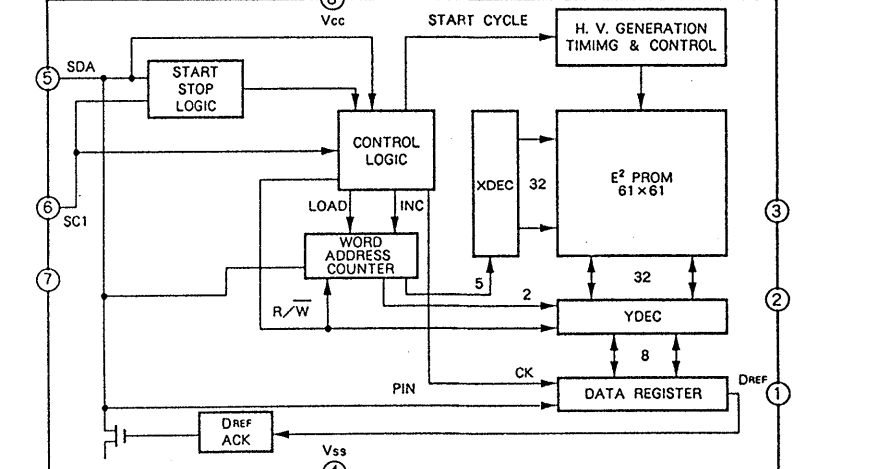 8
Vcc
START CYCLE
H. V. GENERATION
TIMIMG & CONTROL
5
SDA
START
STOP
LOGIC
CONTROL
LOGIC
XDEC
32
E² PROM
61×61
6
SC1
LOAD
INC
3
WORD
ADDRESS
COUNTER
7
5
2
32
2
R/W̅
YDEC
8
CK
PIN
DATA REGISTER
DREF
1
DREF
ACK
Vss
4